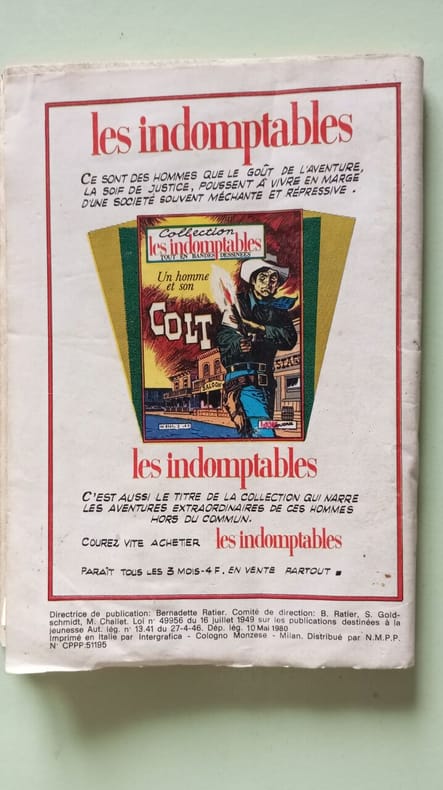 les indomptables
CE SONT DES HOMMES QUE LE GOÛT DE L'AVENTURE,
LA SOIF DE JUSTICE, POUSSENT À VIVRE EN MARGE
D'UNE SOCIÉTÉ SOUVENT MÉCHANTE ET RÉPRESSIVE.
Collection
les indomptables
TOUT EN BANDES DESSINÉES
Un homme
et son
COLT
SALOON
STA
les indomptables
C'EST AUSSI LE TITRE DE LA COLLECTION QUI NARRE
LES AVENTURES EXTRAORDINAIRES DE CES HOMMES
HORS DU COMMUN.
COUREZ VITE ACHETER les indomptables
PARAÎT TOUS LES 3 MOIS-4F. EN VENTE PARTOUT
Directrice de publication: Bernadette Ratier. Comité de direction: B. Ratier, S. Gold-
schmidt, M. Chailet. Loi n° 49956 du 16 juillet 1949 sur les publications destinées à la
jeunesse Aut. lég. n° 13.41 du 27-4-46. Dép. lég. 10 Mai 1980
Imprimé en Italie par Intergrafica - Cologno Monzese - Milan. Distribué par N.M.P.P.
N° CPPP:51195